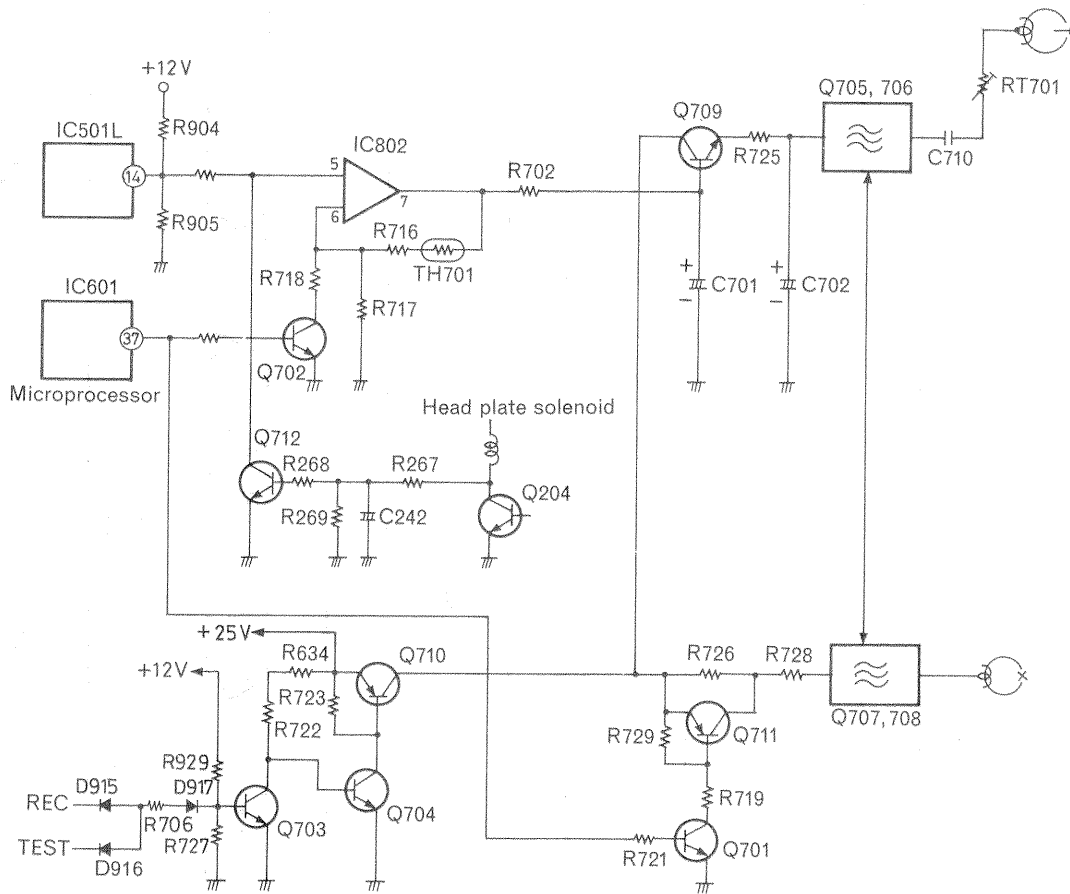 +12V
IC501L
R904
14
R905
IC802
5
6
7
R702
Q709
R725
Q705, 706
C710
RT701
R716
TH701
R718
R717
C701
C702
+
-
+
-
IC601
37
Microprocessor
Q702
Head plate solenoid
Q712
R268
R267
R269
C242
Q204
+25V
+12V
R634
Q710
R723
R722
R726
R728
Q707, 708
R729
Q711
R929
D915
D917
REC
R706
Q703
Q704
R719
TEST
D916
R727
R721
Q701